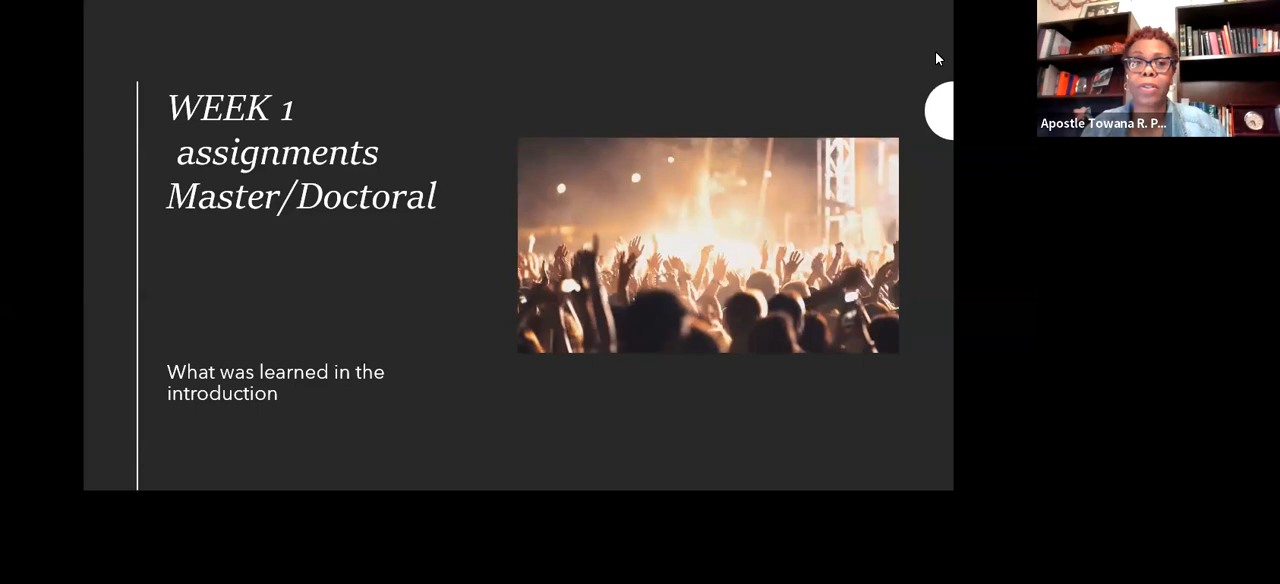 WEEK 1
assignments
Master/Doctoral
What was learned in the
introduction
Apostle Towana R. P...